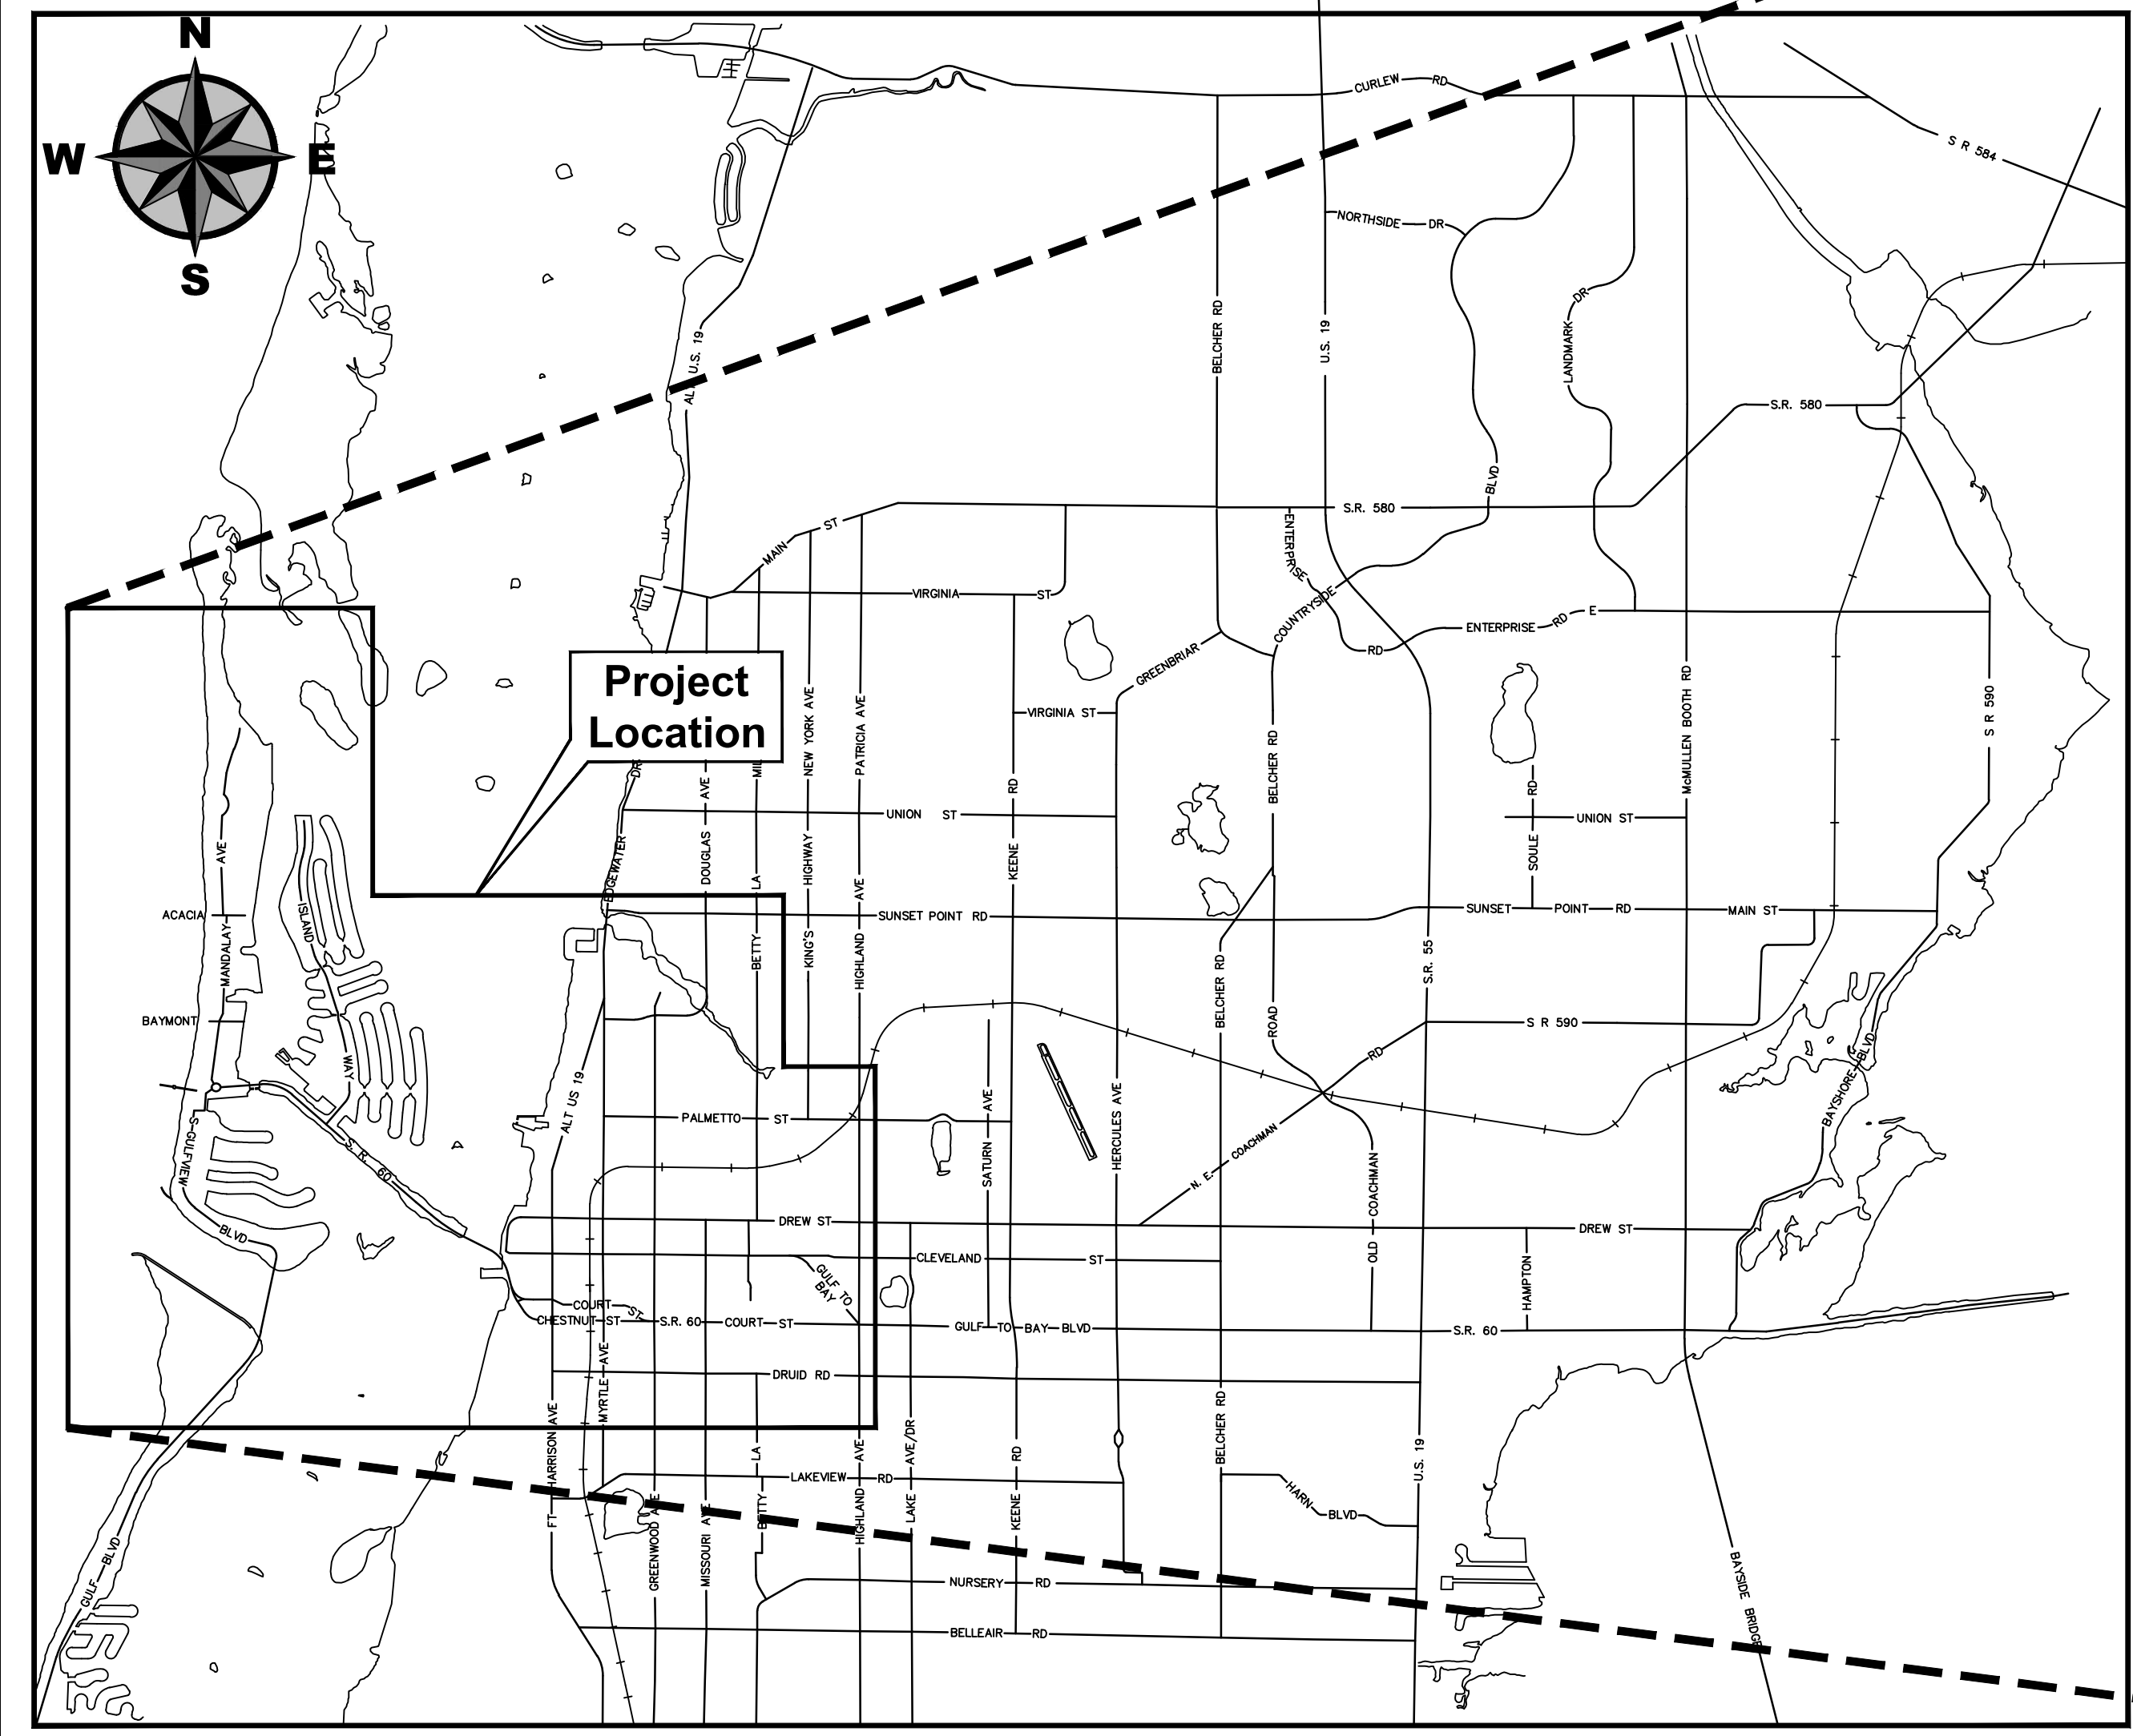 N
W
E
S
CURLEW RD
S R 584
NORTHSIDE DR
BELCHER RD
U.S. 19
LANDMARK DR
ALT U.S. 19
S.R. 580
BLVD
S.R. 580
MAIN ST
ENTERPRISE
VIRGINIA ST
COUNTRYSIDE
ENTERPRISE RD E
RD
GREENBRIAR
Project
Location
VIRGINIA ST
NEW YORK AVE
PATRICIA AVE
McMULLEN BOOTH RD
S R 590
DR
AVE
MIL
KEENE RD
BELCHER RD
UNION ST
SOULE RD
UNION ST
AVE
EDGEWATER
DOUGLAS
LA
HIGHWAY
AVE
ACACIA
MANDALAY
ISLAND
SUNSET POINT RD
SUNSET POINT RD
MAIN ST
BETTY
KING'S
HIGHLAND
S.R. 55
BELCHER RD
ROAD
BAYMONT
WAY
S R 590
RD
BAYSHORE BLVD
ALT US 19
PALMETTO ST
SATURN AVE
HERCULES AVE
N. E. COACHMAN
S GULFVIEW
S. R. 60
OLD COACHMAN
BLVD
DREW ST
DREW ST
CLEVELAND ST
GULF TO
BAY
HAMPTON
COURT ST
CHESTNUT ST
S.R. 60
COURT ST
GULF TO BAY BLVD
S.R. 60
MYRTLE AVE
DRUID RD
FT HARRISON AVE
LA
HIGHLAND AVE
LAKE AVE/DR
KEENE RD
BELCHER RD
U.S. 19
LAKEVIEW RD
HARN BLVD
GREENWOOD AVE
MISSOURI AVE
BETTY
GULF BLVD
NURSERY RD
BAYSIDE BRIDGE
BELLEAIR RD